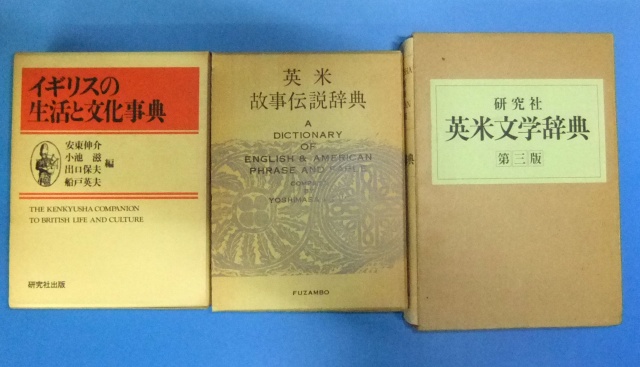 イギリスの
生活と文化事典
安東伸介
小池 滋
出口保夫
船戸英夫
編
THE KENKYUSHA COMPANION
TO BRITISH LIFE AND CULTURE
研究社出版
英米
故事伝説辞典
A
DICTIONARY
OF
ENGLISH & AMERICAN
PHRASE AND FABLE
YOSHIMASA
FUZAMBO
研究社
英米文学辞典
第三版